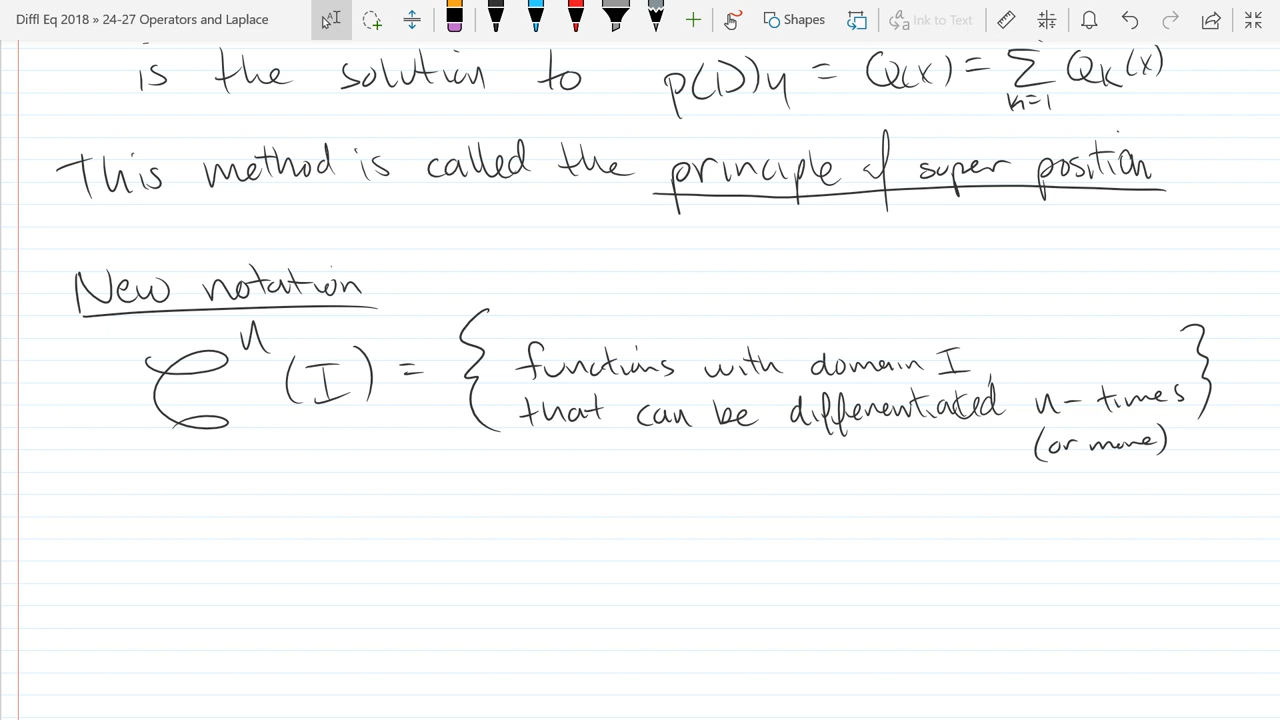 Diffl Eq 2018 » 24-27 Operators and Laplace
Shapes
Ink to Text
is the solution to p(D)y = Q(x) = ∑ Qₖ(x)
k=1
This method is called the principle of super position
New notation
𝒞ⁿ(I) = { functions with domain I,
that can be differentiated n-times }
(or more)